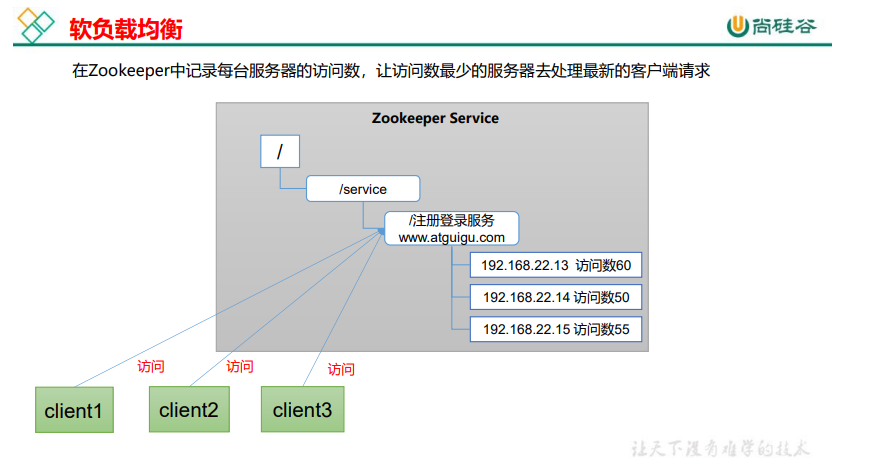 软负载均衡
尚硅谷
在Zookeeper中记录每台服务器的访问数，让访问数最少的服务器去处理最新的客户端请求
Zookeeper Service
/
/service
/注册登录服务
www.atguigu.com
192.168.22.13 访问数60
192.168.22.14 访问数50
192.168.22.15 访问数55
访问
访问
访问
client1
client2
client3
让天下没有难学的技术